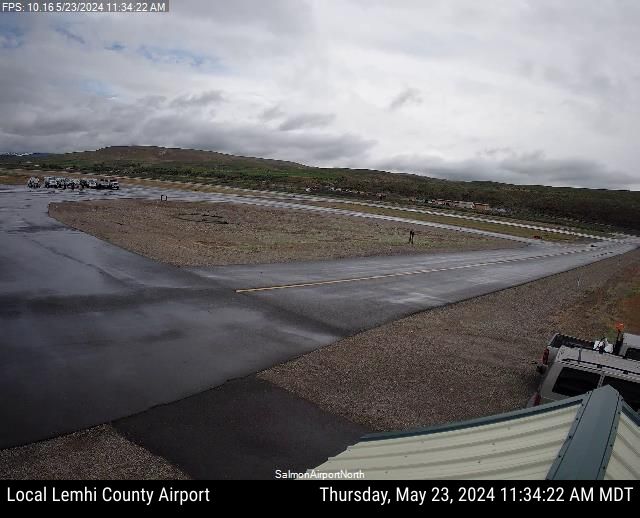 FPS: 10.16 5/23/2024 11:34:22 AM
SalmonAirportNorth
Local Lemhi County Airport Thursday, May 23, 2024 11:34:22 AM MDT